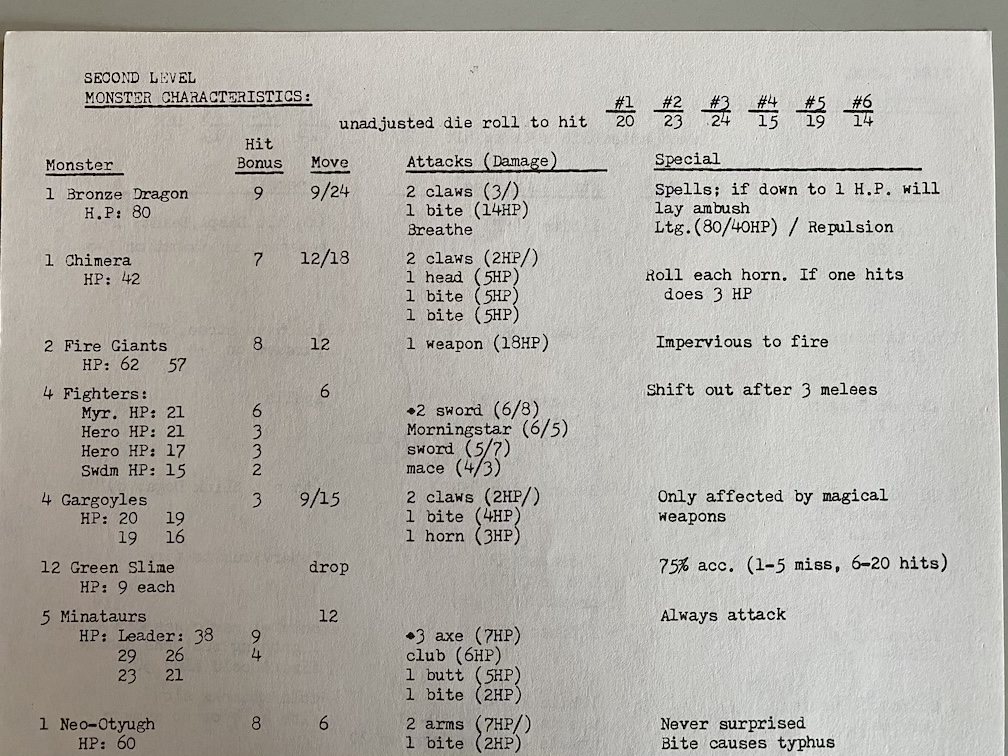 SECOND LEVEL
MONSTER CHARACTERISTICS:
#1 #2 #3 #4 #5 #6
unadjusted die roll to hit 20 23 24 15 19 14
Hit
Monster Bonus Move Attacks (Damage) Special
1 Bronze Dragon 9 9/24 2 claws (3/) Spells; if down to 1 H.P. will
H.P: 80 1 bite (14HP) lay ambush
Breathe Ltg.(80/40HP) / Repulsion
1 Chimera 7 12/18 2 claws (2HP/)
HP: 42 1 head (5HP) Roll each horn. If one hits
1 bite (5HP) does 3 HP
1 bite (5HP)
2 Fire Giants 8 12 1 weapon (18HP) Impervious to fire
HP: 62 57
4 Fighters: 6 Shift out after 3 melees
Myr. HP: 21 6 +2 sword (6/8)
Hero HP: 21 3 Morningstar (6/5)
Hero HP: 17 3 sword (5/7)
Swdm HP: 15 2 mace (4/3)
4 Gargoyles 3 9/15 2 claws (2HP/) Only affected by magical
HP: 20 19 1 bite (4HP) weapons
19 16 1 horn (3HP)
12 Green Slime drop 75% acc. (1-5 miss, 6-20 hits)
HP: 9 each
5 Minataurs 12 Always attack
HP: Leader: 38 9 +3 axe (7HP)
29 26 4 club (6HP)
23 21 1 butt (5HP)
1 bite (2HP)
1 Neo-Otyugh 8 6 2 arms (7HP/) Never surprised
HP: 60 1 bite (2HP) Bite causes typhus